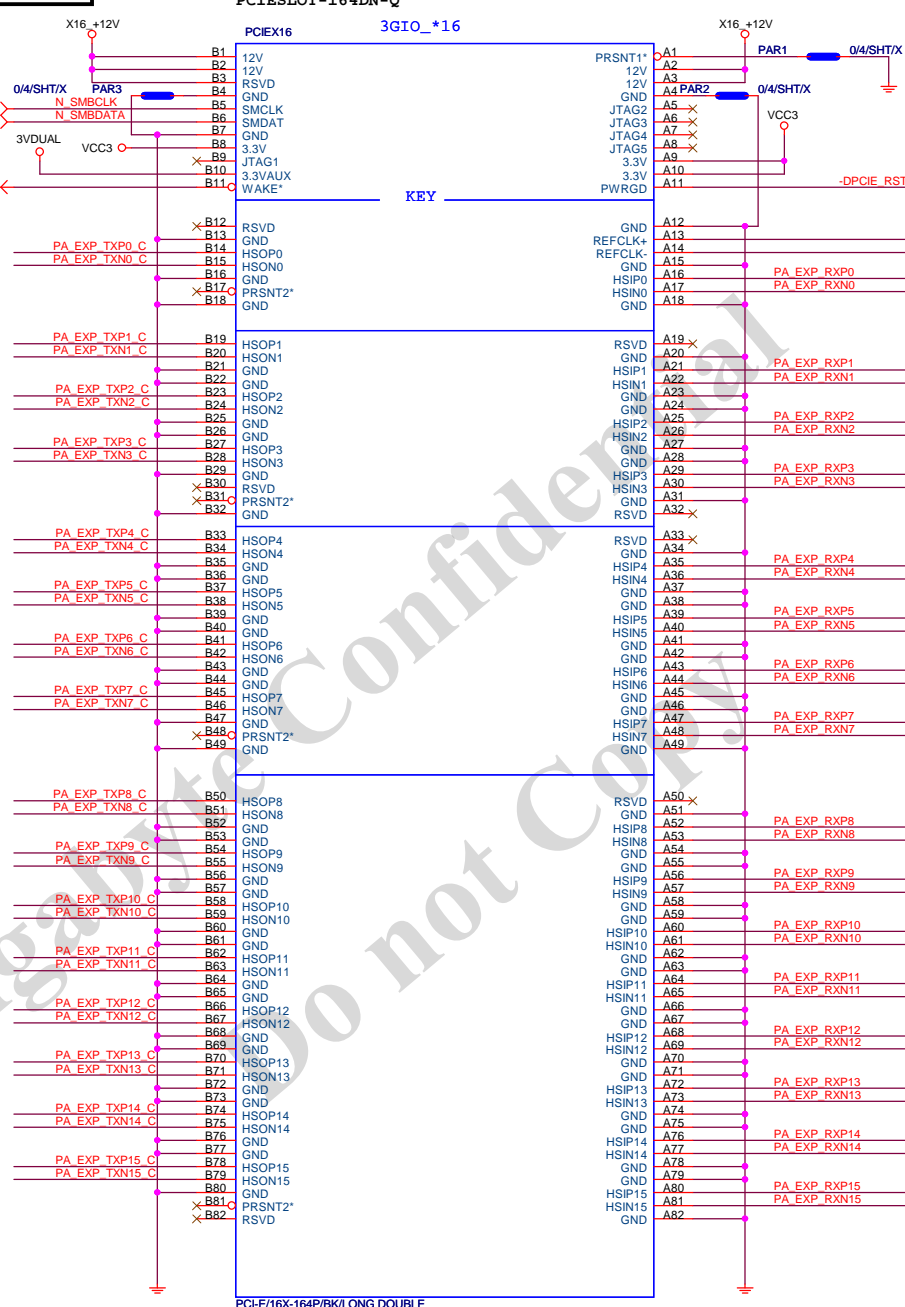 PCIESLOT-164DN-Q
X16_+12V
PCIEX16
3GIO_*16
X16_+12V
B1 12V
B2 12V
B3 RSVD
B4 GND
B5 SMCLK
B6 SMDAT
B7 GND
B8 3.3V
B9 JTAG1
B10 3.3VAUX
B11 WAKE*
PRSNT1* A1
12V A2
12V A3
GND A4
JTAG2 A5
JTAG3 A6
JTAG4 A7
JTAG5 A8
3.3V A9
3.3V A10
PWRGD A11
PAR1 0/4/SHT/X
0/4/SHT/X PAR3
PAR2 0/4/SHT/X
N_SMBCLK
N_SMBDATA
3VDUAL
VCC3
VCC3
-DPCIE_RST
KEY
B12 RSVD
B13 GND
PA_EXP_TXP0_C B14 HSOP0
PA_EXP_TXN0_C B15 HSON0
B16 GND
B17 PRSNT2*
B18 GND
GND A12
REFCLK+ A13
REFCLK- A14
GND A15
HSIP0 A16 PA_EXP_RXP0
HSIN0 A17 PA_EXP_RXN0
GND A18
PA_EXP_TXP1_C B19 HSOP1
PA_EXP_TXN1_C B20 HSON1
B21 GND
B22 GND
PA_EXP_TXP2_C B23 HSOP2
PA_EXP_TXN2_C B24 HSON2
B25 GND
B26 GND
PA_EXP_TXP3_C B27 HSOP3
PA_EXP_TXN3_C B28 HSON3
B29 GND
B30 RSVD
B31 PRSNT2*
B32 GND
RSVD A19
GND A20
HSIP1 A21 PA_EXP_RXP1
HSIN1 A22 PA_EXP_RXN1
GND A23
GND A24
HSIP2 A25 PA_EXP_RXP2
HSIN2 A26 PA_EXP_RXN2
GND A27
GND A28
HSIP3 A29 PA_EXP_RXP3
HSIN3 A30 PA_EXP_RXN3
GND A31
RSVD A32
PA_EXP_TXP4_C B33 HSOP4
PA_EXP_TXN4_C B34 HSON4
B35 GND
B36 GND
PA_EXP_TXP5_C B37 HSOP5
PA_EXP_TXN5_C B38 HSON5
B39 GND
B40 GND
PA_EXP_TXP6_C B41 HSOP6
PA_EXP_TXN6_C B42 HSON6
B43 GND
B44 GND
PA_EXP_TXP7_C B45 HSOP7
PA_EXP_TXN7_C B46 HSON7
B47 GND
B48 PRSNT2*
B49 GND
RSVD A33
GND A34
HSIP4 A35 PA_EXP_RXP4
HSIN4 A36 PA_EXP_RXN4
GND A37
GND A38
HSIP5 A39 PA_EXP_RXP5
HSIN5 A40 PA_EXP_RXN5
GND A41
GND A42
HSIP6 A43 PA_EXP_RXP6
HSIN6 A44 PA_EXP_RXN6
GND A45
GND A46
HSIP7 A47 PA_EXP_RXP7
HSIN7 A48 PA_EXP_RXN7
GND A49
PA_EXP_TXP8_C B50 HSOP8
PA_EXP_TXN8_C B51 HSON8
B52 GND
B53 GND
PA_EXP_TXP9_C B54 HSOP9
PA_EXP_TXN9_C B55 HSON9
B56 GND
B57 GND
PA_EXP_TXP10_C B58 HSOP10
PA_EXP_TXN10_C B59 HSON10
B60 GND
B61 GND
PA_EXP_TXP11_C B62 HSOP11
PA_EXP_TXN11_C B63 HSON11
B64 GND
B65 GND
PA_EXP_TXP12_C B66 HSOP12
PA_EXP_TXN12_C B67 HSON12
B68 GND
B69 GND
PA_EXP_TXP13_C B70 HSOP13
PA_EXP_TXN13_C B71 HSON13
B72 GND
B73 GND
PA_EXP_TXP14_C B74 HSOP14
PA_EXP_TXN14_C B75 HSON14
B76 GND
B77 GND
PA_EXP_TXP15_C B78 HSOP15
PA_EXP_TXN15_C B79 HSON15
B80 GND
B81 PRSNT2*
B82 RSVD
RSVD A50
GND A51
HSIP8 A52 PA_EXP_RXP8
HSIN8 A53 PA_EXP_RXN8
GND A54
GND A55
HSIP9 A56 PA_EXP_RXP9
HSIN9 A57 PA_EXP_RXN9
GND A58
GND A59
HSIP10 A60 PA_EXP_RXP10
HSIN10 A61 PA_EXP_RXN10
GND A62
GND A63
HSIP11 A64 PA_EXP_RXP11
HSIN11 A65 PA_EXP_RXN11
GND A66
GND A67
HSIP12 A68 PA_EXP_RXP12
HSIN12 A69 PA_EXP_RXN12
GND A70
GND A71
HSIP13 A72 PA_EXP_RXP13
HSIN13 A73 PA_EXP_RXN13
GND A74
GND A75
HSIP14 A76 PA_EXP_RXP14
HSIN14 A77 PA_EXP_RXN14
GND A78
GND A79
HSIP15 A80 PA_EXP_RXP15
HSIN15 A81 PA_EXP_RXN15
GND A82
PCI-E/16X-164P/BK/LONG DOUBLE
gabyte Confidential
Do not Copy